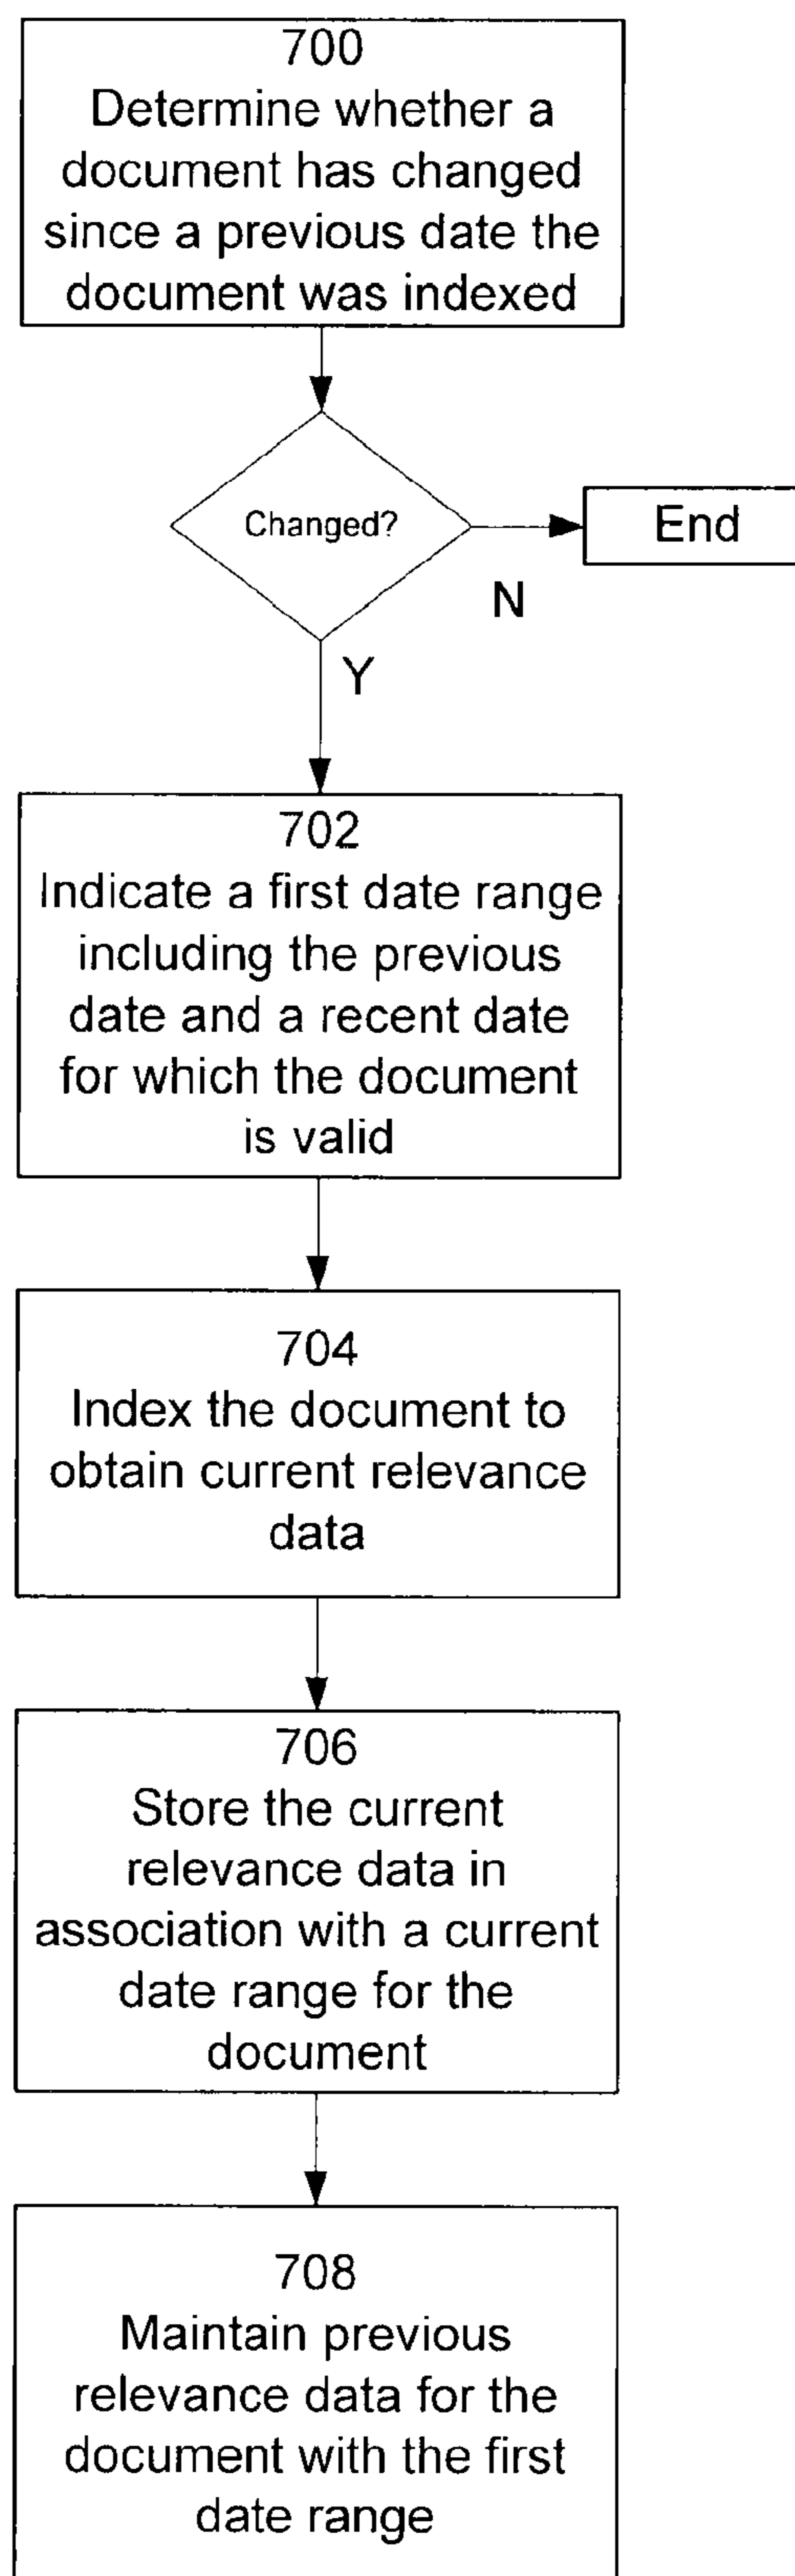 700
Determine whether a
document has changed
since a previous date the
document was indexed
Changed?
End
N
Y
702
Indicate a first date range
including the previous
date and a recent date
for which the document
is valid
704
Index the document to
obtain current relevance
data
706
Store the current
relevance data in
association with a current
date range for the
document
708
Maintain previous
relevance data for the
document with the first
date range